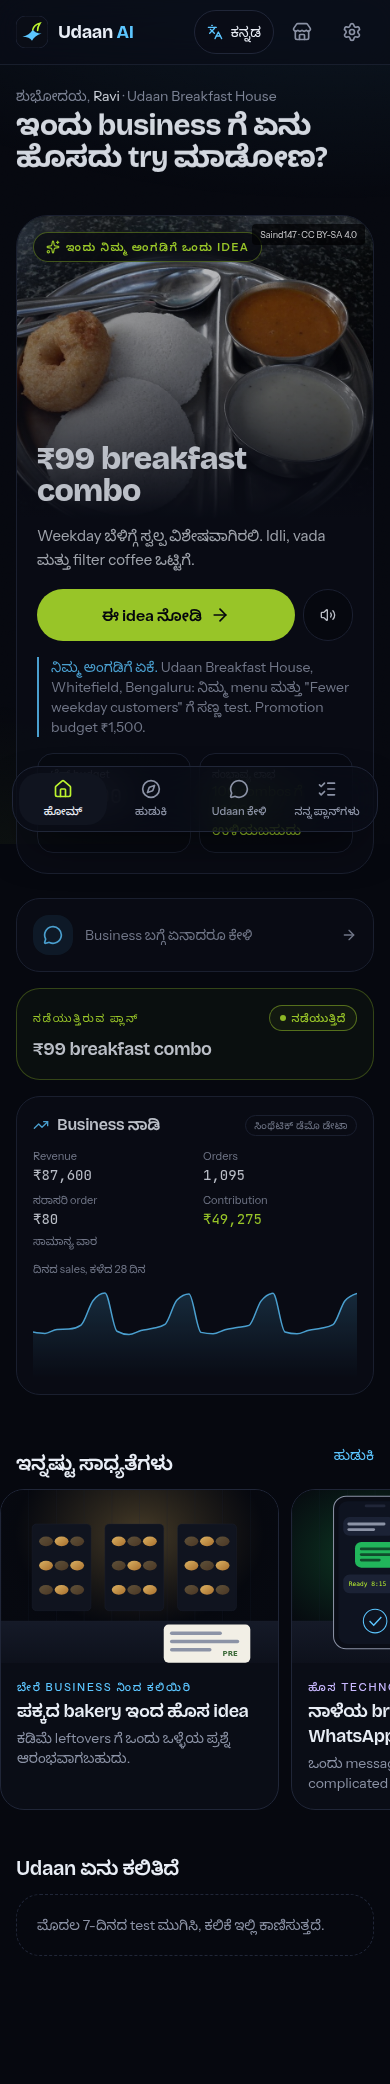 Udaan AI
ಕನ್ನಡ
ಶುಭೋದಯ, Ravi · Udaan Breakfast House
ಇಂದು business ಗೆ ಏನು
ಹೊಸದು try ಮಾಡೋಣ?
Saind147 · CC BY-SA 4.0
ಇಂದು ನಿಮ್ಮ ಅಂಗಡಿಗೆ ಒಂದು IDEA
₹99 breakfast
combo
Weekday ಬೆಳಿಗ್ಗೆ ಸ್ವಲ್ಪ ವಿಶೇಷವಾಗಿರಲಿ. Idli, vada
ಮತ್ತು filter coffee ಒಟ್ಟಿಗೆ.
ಈ idea ನೋಡಿ
ನಿಮ್ಮ ಅಂಗಡಿಗೆ ಏಕೆ. Udaan Breakfast House,
Whitefield, Bengaluru: ನಿಮ್ಮ menu ಮತ್ತು "Fewer
weekday customers" ಗೆ ಸಣ್ಣ test. Promotion
budget ₹1,500.
ಹೋಮ್
ಹುಡುಕಿ
Udaan ಕೇಳಿ
ನನ್ನ ಪ್ಲಾನ್‌ಗಳು
Business ಬಗ್ಗೆ ಏನಾದರೂ ಕೇಳಿ
ನಡೆಯುತ್ತಿರುವ ಪ್ಲಾನ್
ನಡೆಯುತ್ತಿದೆ
₹99 breakfast combo
Business ನಾಡಿ
ಸಿಂಥೆಟಿಕ್ ಡೆಮೊ ಡೇಟಾ
Revenue
Orders
₹87,600
1,095
ಸರಾಸರಿ order
Contribution
₹80
₹49,275
ಸಾಮಾನ್ಯ ವಾರ
ದಿನದ sales, ಕಳೆದ 28 ದಿನ
ಇನ್ನಷ್ಟು ಸಾಧ್ಯತೆಗಳು
ಹುಡುಕಿ
PRE
Ready 8:15
ಬೇರೆ BUSINESS ನಿಂದ ಕಲಿಯಿರಿ
ಪಕ್ಕದ bakery ಇಂದ ಹೊಸ idea
ಕಡಿಮೆ leftovers ಗೆ ಒಂದು ಒಳ್ಳೆಯ ಪ್ರಶ್ನೆ
ಆರಂಭವಾಗಬಹುದು.
ಹೊಸ TECHNO
ನಾಳೆಯ br
WhatsApp
ಒಂದು messa
complicated
Udaan ಏನು ಕಲಿತಿದೆ
ಮೊದಲ 7-ದಿನದ test ಮುಗಿಸಿ, ಕಲಿಕೆ ಇಲ್ಲಿ ಕಾಣಿಸುತ್ತದೆ.